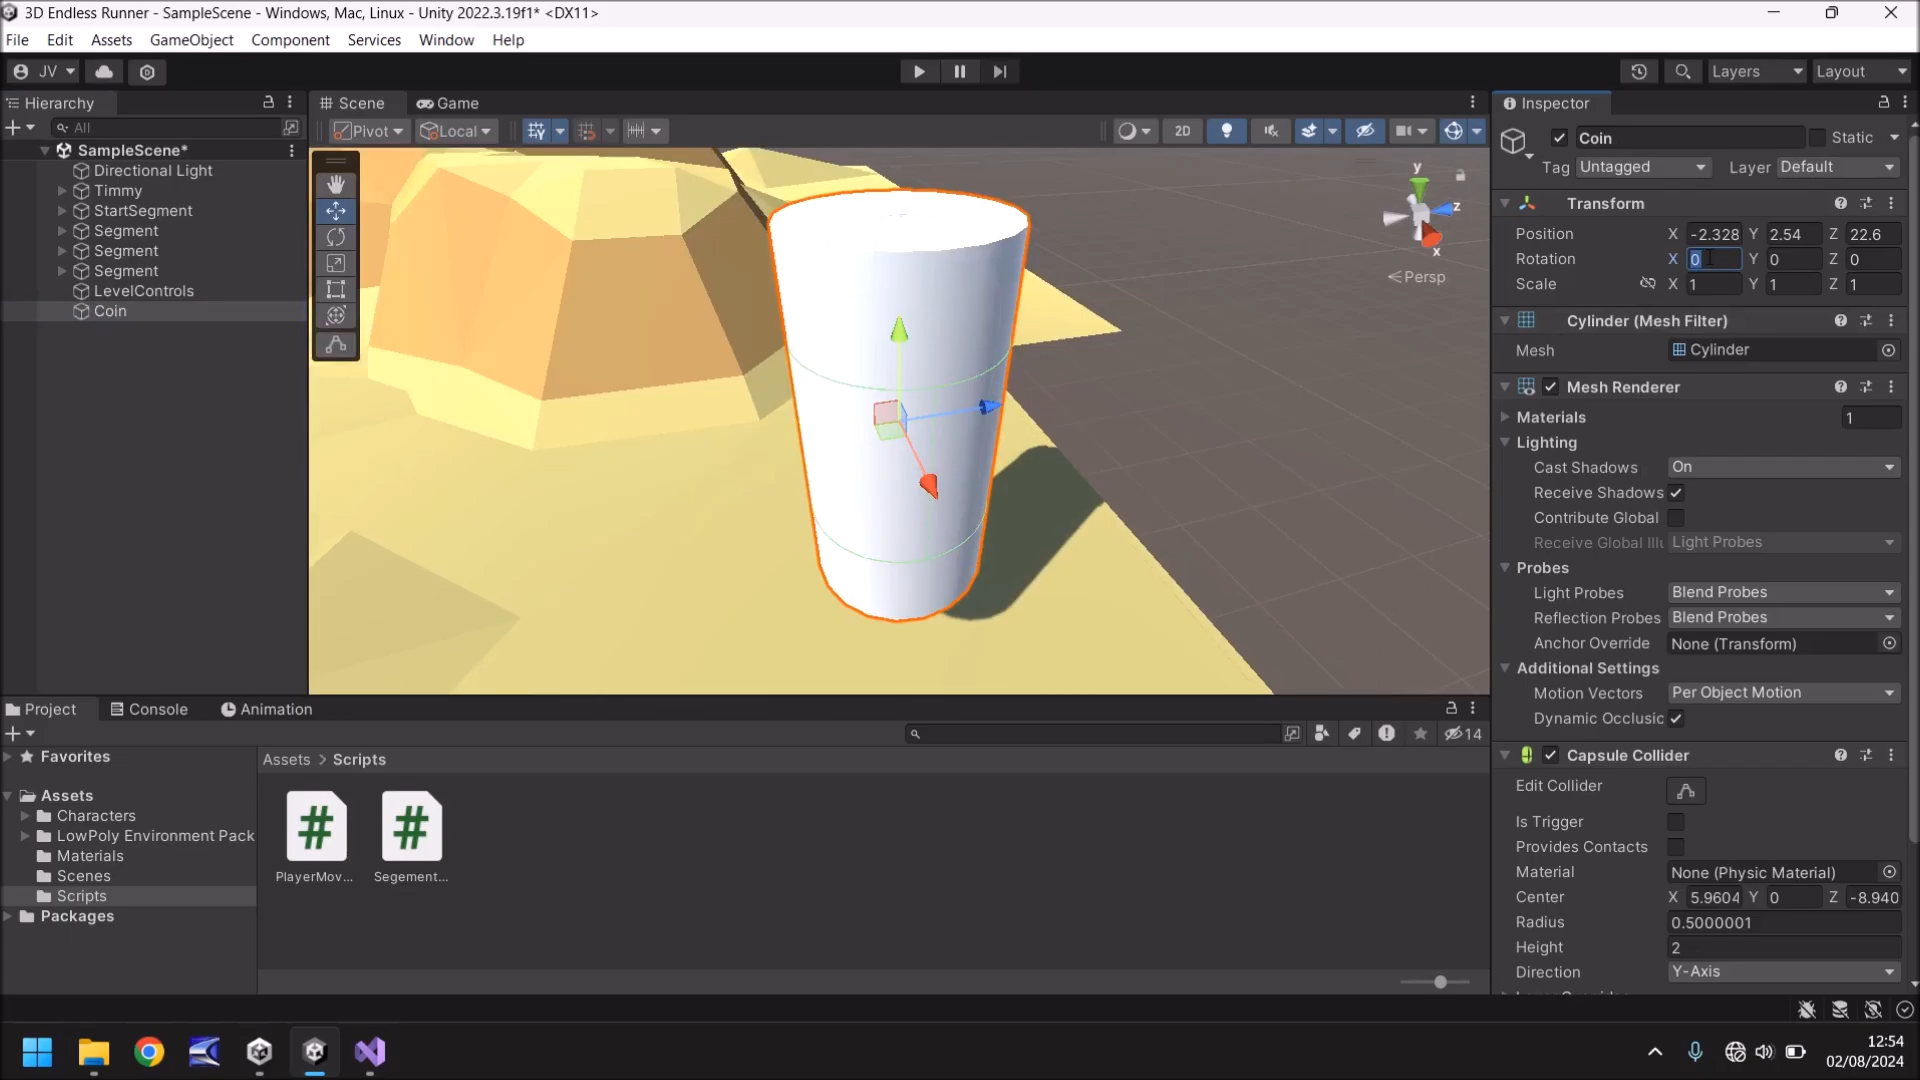 3D Endless Runner - SampleScene - Windows, Mac, Linux - Unity 2022.3.19f1* <DX11>
File Edit Assets GameObject Component Services Window Help
JV Layers Layout
Hierarchy
All
SampleScene*
Directional Light
Timmy
StartSegment
Segment
Segment
Segment
LevelControls
Coin
Scene Game
Pivot Local 2D
y
z
x
Persp
Inspector
Coin Static
Tag Untagged Layer Default
Transform
Position X -2.328 Y 2.54 Z 22.6
Rotation X 0 Y 0 Z 0
Scale X 1 Y 1 Z 1
Cylinder (Mesh Filter)
Mesh Cylinder
Mesh Renderer
Materials 1
Lighting
Cast Shadows On
Receive Shadows
Contribute Global
Receive Global Illu Light Probes
Probes
Light Probes Blend Probes
Reflection Probes Blend Probes
Anchor Override None (Transform)
Additional Settings
Motion Vectors Per Object Motion
Dynamic Occlusic
Capsule Collider
Edit Collider
Is Trigger
Provides Contacts
Material None (Physic Material)
Center X 5.9604 Y 0 Z -8.940
Radius 0.5000001
Height 2
Direction Y-Axis
Project Console Animation
14
Favorites
Assets
Characters
LowPoly Environment Pack
Materials
Scenes
Scripts
Packages
Assets > Scripts
PlayerMov... Segement...
12:54
02/08/2024